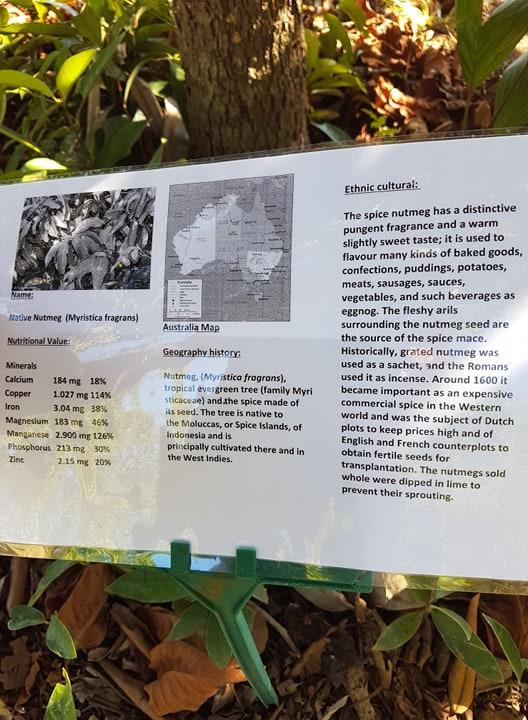 Name:
Native Nutmeg (Myristica fragrans)
Nutritional Value:
Minerals
Calcium 184 mg 18%
Copper 1.027 mg 114%
Iron 3.04 mg 38%
Magnesium 183 mg 46%
Manganese 2.900 mg 126%
Phosphorus 213 mg 30%
Zinc 2.15 mg 20%
Australia Map
Geography history:
Nutmeg, (Myristica fragrans),
tropical evergreen tree (family Myri
sticaceae) and the spice made of
its seed. The tree is native to
the Moluccas, or Spice Islands, of
Indonesia and is
principally cultivated there and in
the West Indies.
Ethnic cultural:
The spice nutmeg has a distinctive
pungent fragrance and a warm
slightly sweet taste; it is used to
flavour many kinds of baked goods,
confections, puddings, potatoes,
meats, sausages, sauces,
vegetables, and such beverages as
eggnog. The fleshy arils
surrounding the nutmeg seed are
the source of the spice mace.
Historically, grated nutmeg was
used as a sachet, and the Romans
used it as incense. Around 1600 it
became important as an expensive
commercial spice in the Western
world and was the subject of Dutch
plots to keep prices high and of
English and French counterplots to
obtain fertile seeds for
transplantation. The nutmegs sold
whole were dipped in lime to
prevent their sprouting.